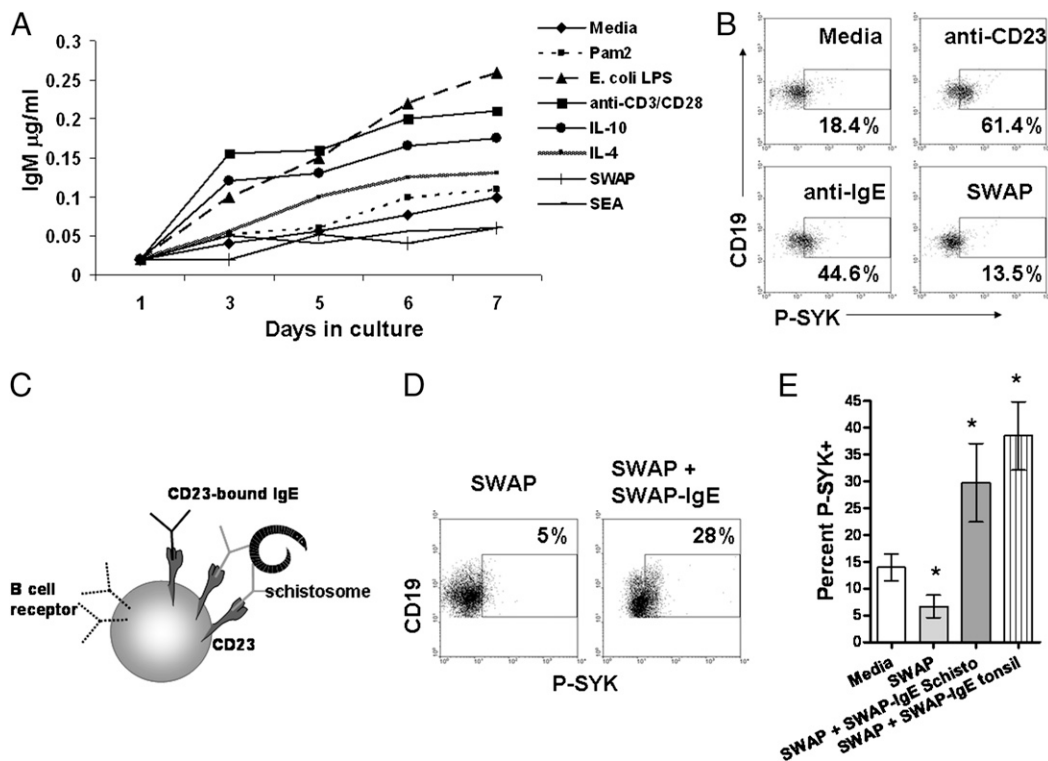 A
IgM µg/ml
0.3
0.25
0.2
0.15
0.1
0.05
0
1 3 5 6 7
Days in culture
Media
Pam2
E. coli LPS
anti-CD3/CD28
IL-10
IL-4
SWAP
SEA
B
Media
18.4%
anti-CD23
61.4%
anti-IgE
44.6%
SWAP
13.5%
CD19
P-SYK
C
CD23-bound IgE
B cell
receptor
schistosome
CD23
D
SWAP
5%
SWAP +
SWAP-IgE
28%
CD19
P-SYK
E
Percent P-SYK+
45
40
35
30
25
20
15
10
5
0
* * *
Media
SWAP
SWAP + SWAP-IgE Schisto
SWAP + SWAP-IgE tonsil